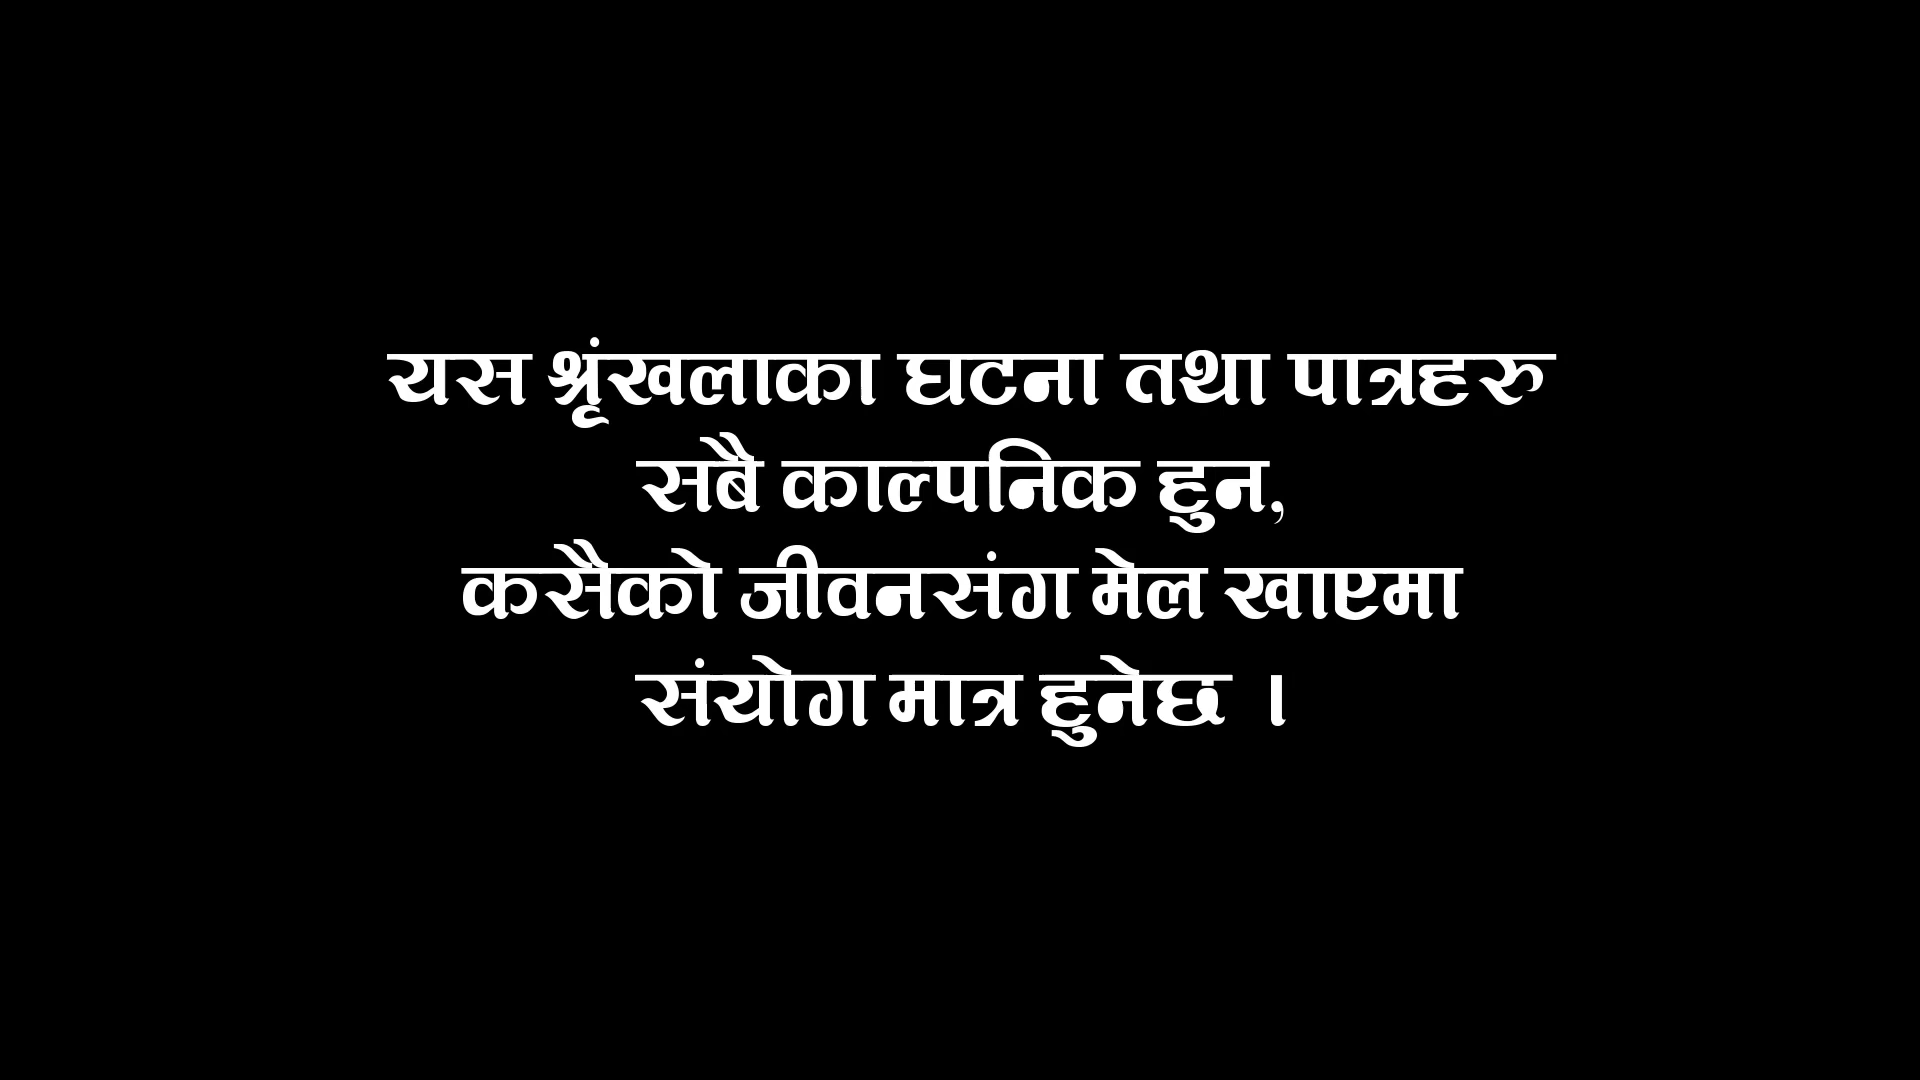 यस श्रृंखलाका घटना तथा पात्रहरु
सबै काल्पनिक हुन,
कसैको जीवनसंग मेल खाएमा
संयोग मात्र हुनेछ ।